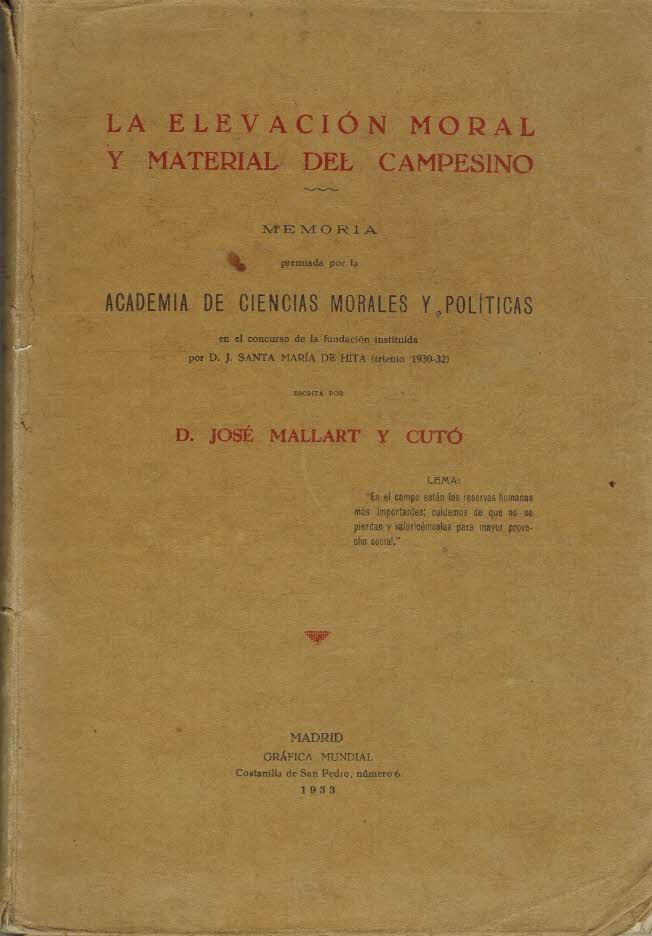 LA ELEVACIÓN MORAL
Y MATERIAL DEL CAMPESINO
MEMORIA
premiada por la
ACADEMIA DE CIENCIAS MORALES Y POLÍTICAS
en el concurso de la fundación instituída
por D. J. SANTA MARÍA DE HITA (trienio 1930-32)
ESCRITA POR
D. JOSÉ MALLART Y CUTÓ
LEMA:
"En el campo están las reservas humanas
más importantes; cuidemos de que no se
pierdan y valoricémoslas para mayor prove-
cho social."
MADRID
GRÁFICA MUNDIAL
Costanilla de San Pedro, número 6
1933